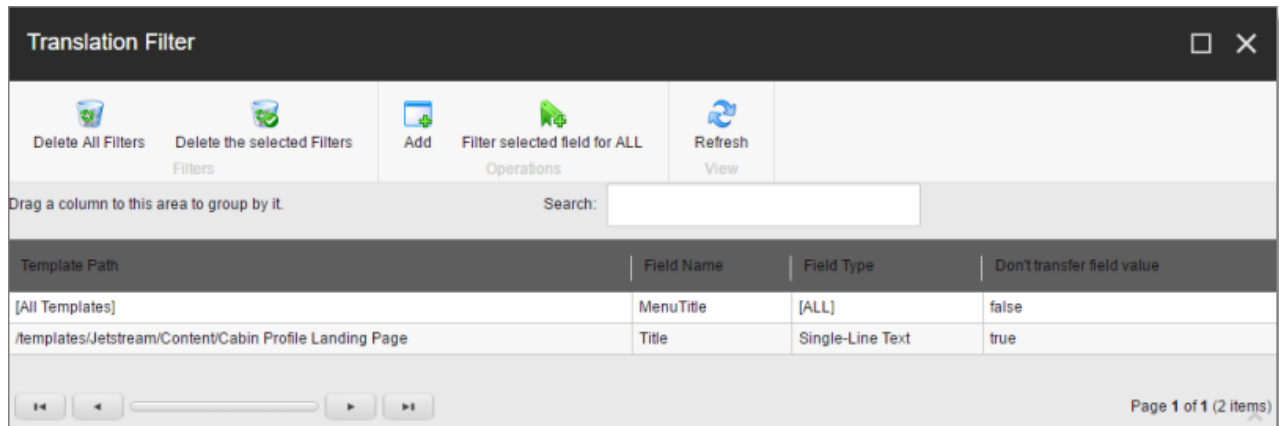 Translation Filter
Delete All Filters Delete the selected Filters Add Filter selected field for ALL Refresh
Filters Operations View
Drag a column to this area to group by it. Search:
Template Path Field Name Field Type Don't transfer field value
[All Templates] MenuTitle [ALL] false
/templates/Jetstream/Content/Cabin Profile Landing Page Title Single-Line Text true
Page 1 of 1 (2 items)